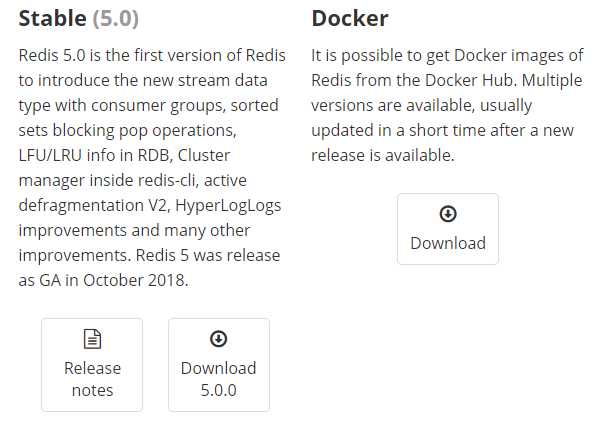 Stable (5.0)
Redis 5.0 is the first version of Redis
to introduce the new stream data
type with consumer groups, sorted
sets blocking pop operations,
LFU/LRU info in RDB, Cluster
manager inside redis-cli, active
defragmentation V2, HyperLogLogs
improvements and many other
improvements. Redis 5 was release
as GA in October 2018.
Release
notes
Download
5.0.0
Docker
It is possible to get Docker images of
Redis from the Docker Hub. Multiple
versions are available, usually
updated in a short time after a new
release is available.
Download